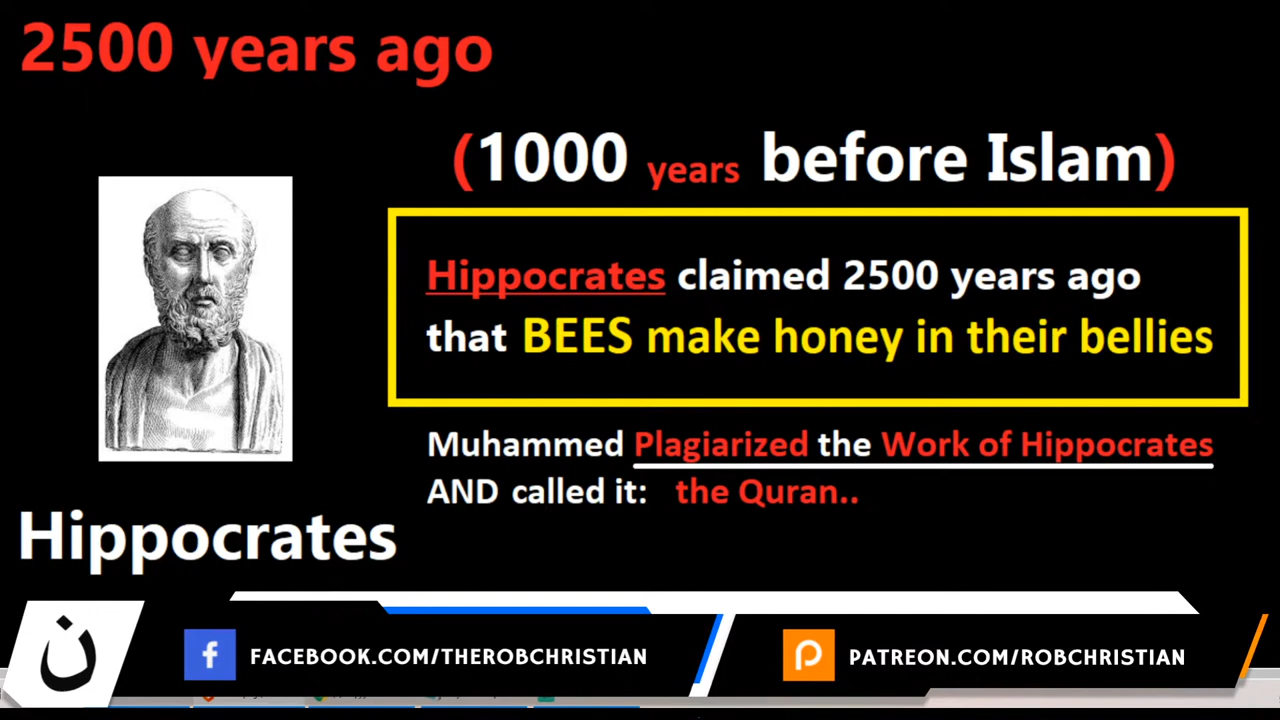 2500 years ago
(1000 years before Islam)
Hippocrates claimed 2500 years ago
that BEES make honey in their bellies
Muhammed Plagiarized the Work of Hippocrates
AND called it: the Quran..
Hippocrates
ن
f FACEBOOK.COM/THEROBCHRISTIAN
PATREON.COM/ROBCHRISTIAN